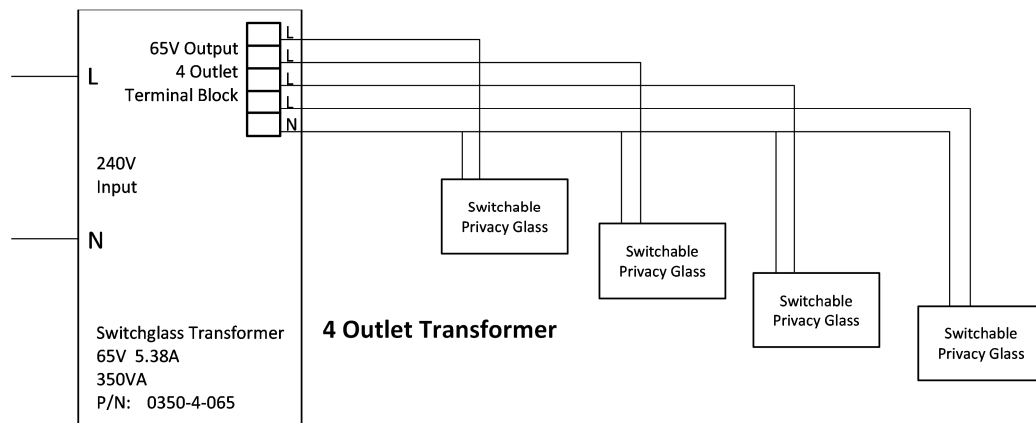 65V Output
4 Outlet
Terminal Block
L
L
L
L
N
L
240V
Input
N
Switchable
Privacy Glass
Switchable
Privacy Glass
Switchable
Privacy Glass
Switchable
Privacy Glass
4 Outlet Transformer
Switchglass Transformer
65V 5.38A
350VA
P/N: 0350-4-065